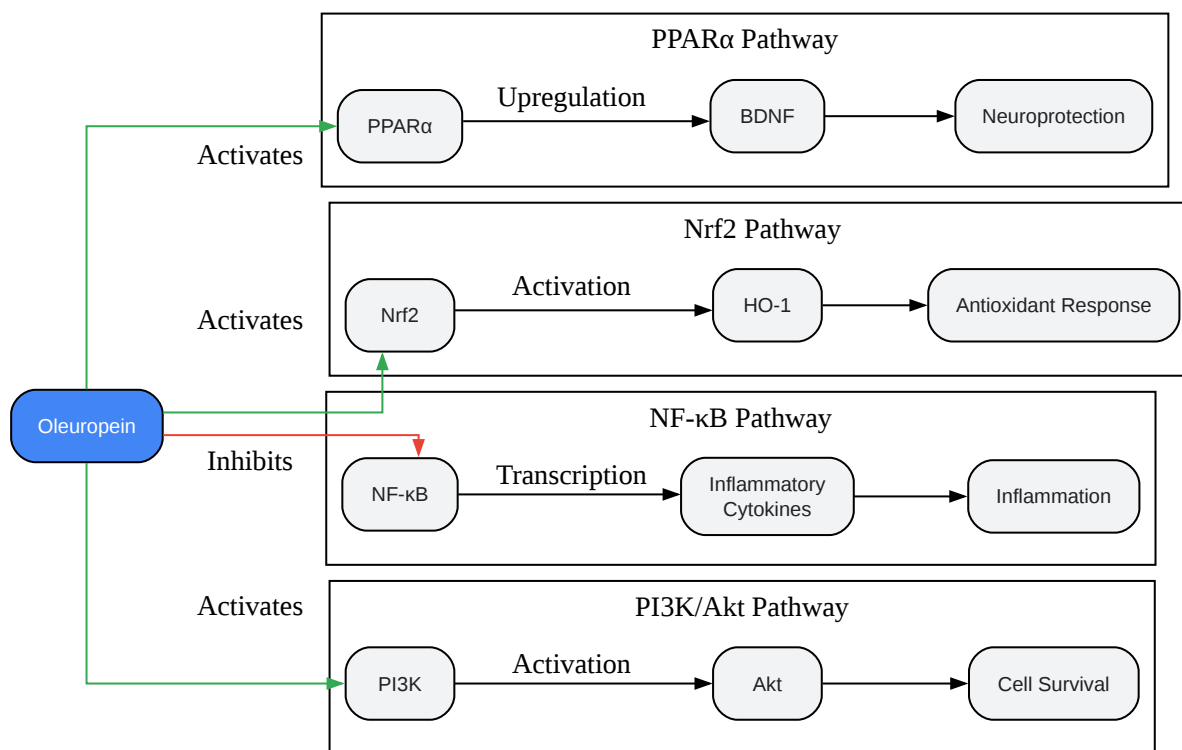 PPARα Pathway
Upregulation
PPARα
BDNF
Neuroprotection
Activates
Nrf2 Pathway
Activation
Nrf2
HO-1
Antioxidant Response
Activates
Oleuropein
NF-κB Pathway
Inhibits
Transcription
NF-κB
Inflammatory
Cytokines
Inflammation
Activates
PI3K/Akt Pathway
Activation
PI3K
Akt
Cell Survival